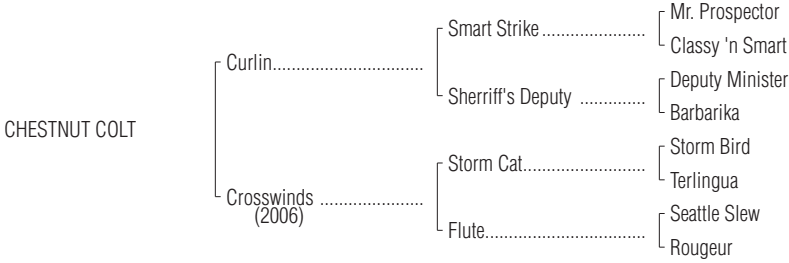 Mr. Prospector
Smart Strike......................
Classy 'n Smart
Curlin................................
Deputy Minister
Sherriff's Deputy ..............
Barbarika
CHESTNUT COLT
Storm Bird
Storm Cat..........................
Terlingua
Crosswinds ......................
(2006)
Seattle Slew
Flute..................................
Rougeur